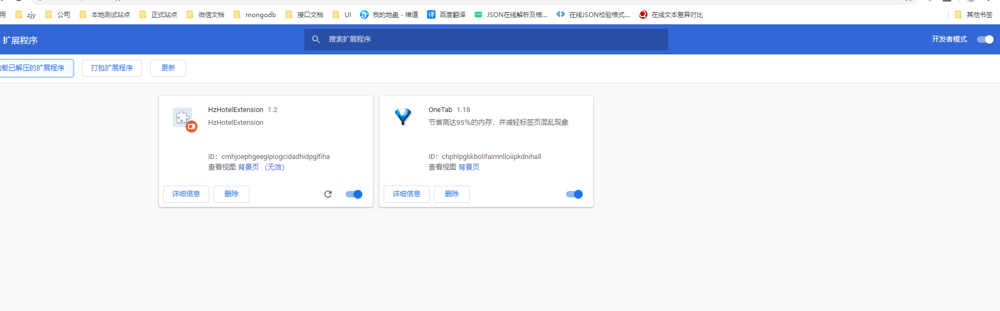 用 zjy 公司 本地测试站点 正式站点 微信文档 mongodb 接口文档 UI 我的地盘 - 禅道 译 百度翻译 JSON JSON在线解析及格... 在线JSON校验格式... 在线文本差异对比 其他书签
扩展程序 搜索扩展程序 开发者模式
加载已解压的扩展程序 打包扩展程序 更新
HzHotelExtension 1.2
HzHotelExtension
ID：cmhjoephgeegipiogcidadhidpglfiha
查看视图 背景页 （无效）
详细信息 删除
OneTab 1.18
节省高达95%的内存，并减轻标签页混乱现象
ID：chphlpgkkbolifaimnlloiipkdnihall
查看视图 背景页
详细信息 删除